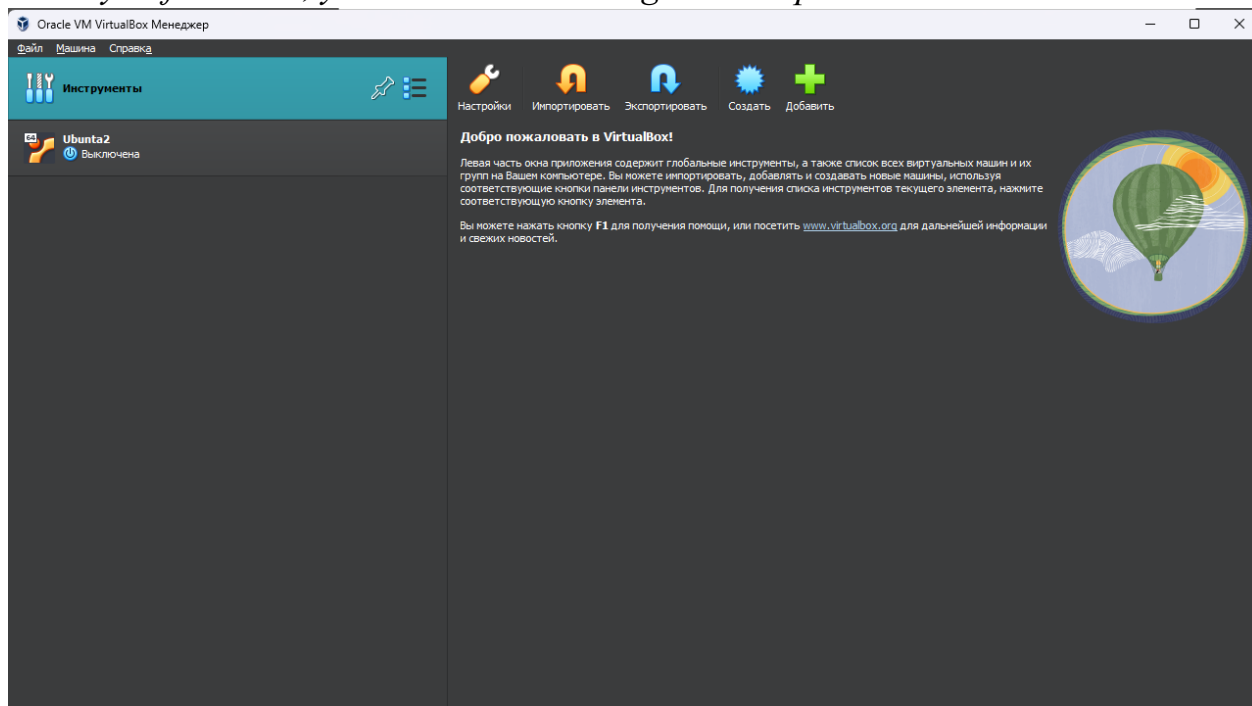 Oracle VM VirtualBox Менеджер
Файл Машина Справка
Инструменты
Настройки Импортировать Экспортировать Создать Добавить
64
Ubunta2
Выключена
Добро пожаловать в VirtualBox!
Левая часть окна приложения содержит глобальные инструменты, а также список всех виртуальных машин и их
групп на Вашем компьютере. Вы можете импортировать, добавлять и создавать новые машины, используя
соответствующие кнопки панели инструментов. Для получения списка инструментов текущего элемента, нажмите
соответствующую кнопку элемента.
Вы можете нажать кнопку F1 для получения помощи, или посетить www.virtualbox.org для дальнейшей информации
и свежих новостей.